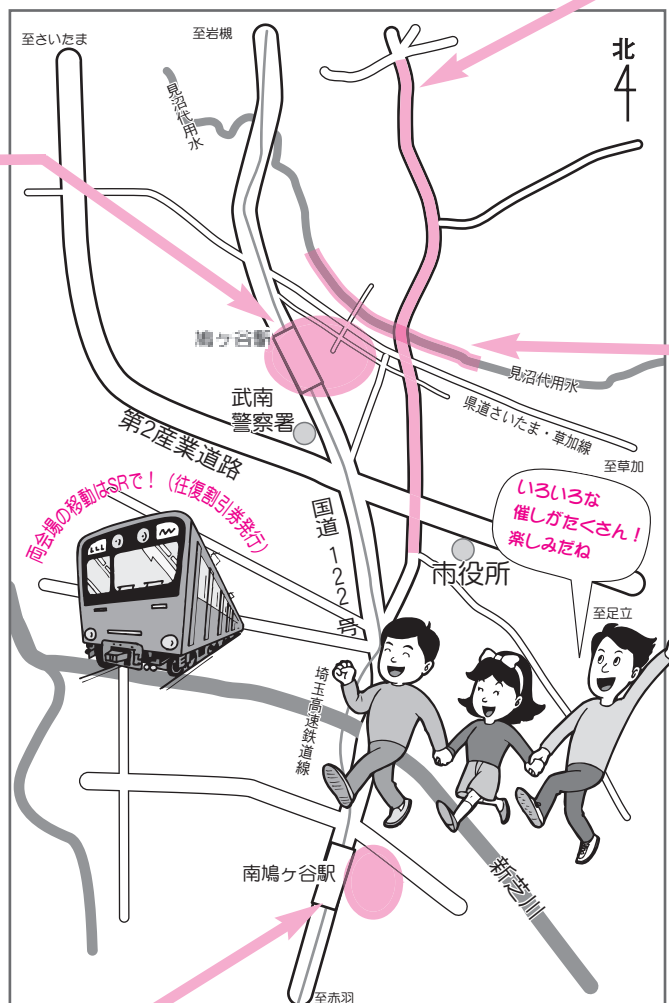 至さいたま
至岩槻
北
見沼代用水
鳩ヶ谷駅
武南
警察署
見沼代用水
県道さいたま・草加線
至草加
第2産業道路
両会場の移動はSRで!(往復割引券発行)
国道122号
いろいろな
催しがたくさん!
楽しみだね
市役所
至足立
埼玉高速鉄道線
南鳩ヶ谷駅
新芝川
至赤羽